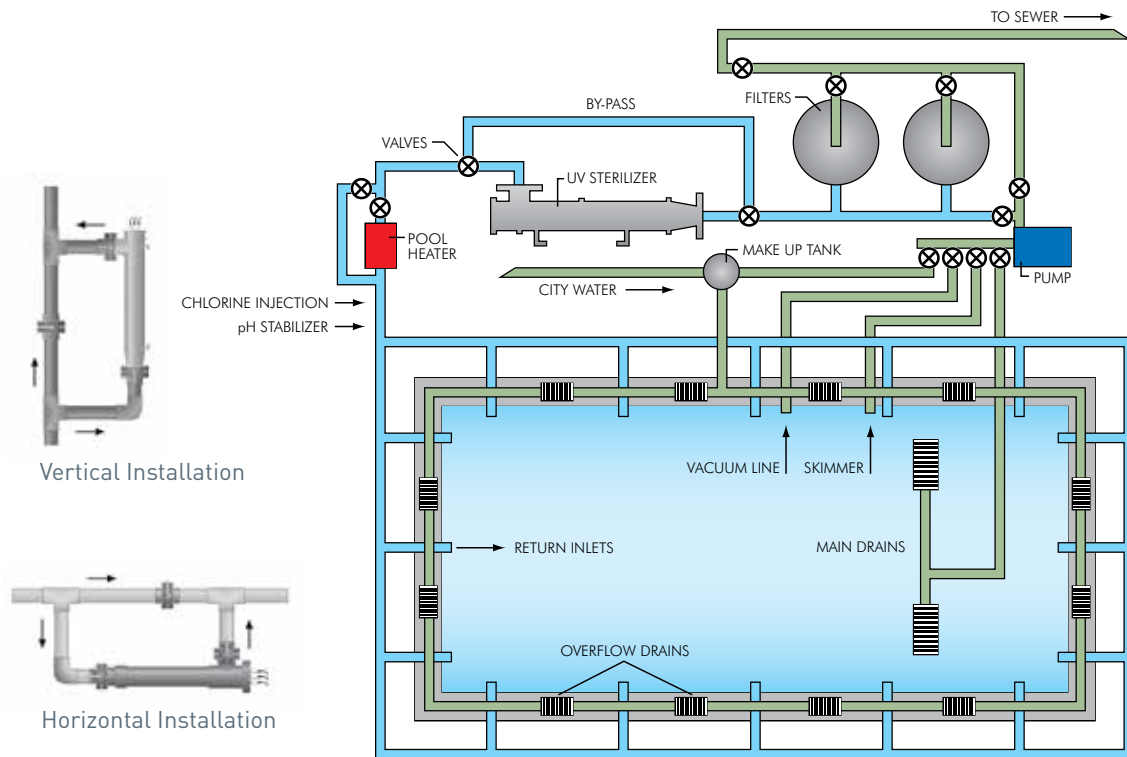 TO SEWER
FILTERS
BY-PASS
VALVES
UV STERILIZER
POOL
HEATER
MAKE UP TANK
CITY WATER
PUMP
CHLORINE INJECTION
pH STABILIZER
Vertical Installation
VACUUM LINE
SKIMMER
RETURN INLETS
MAIN DRAINS
OVERFLOW DRAINS
Horizontal Installation